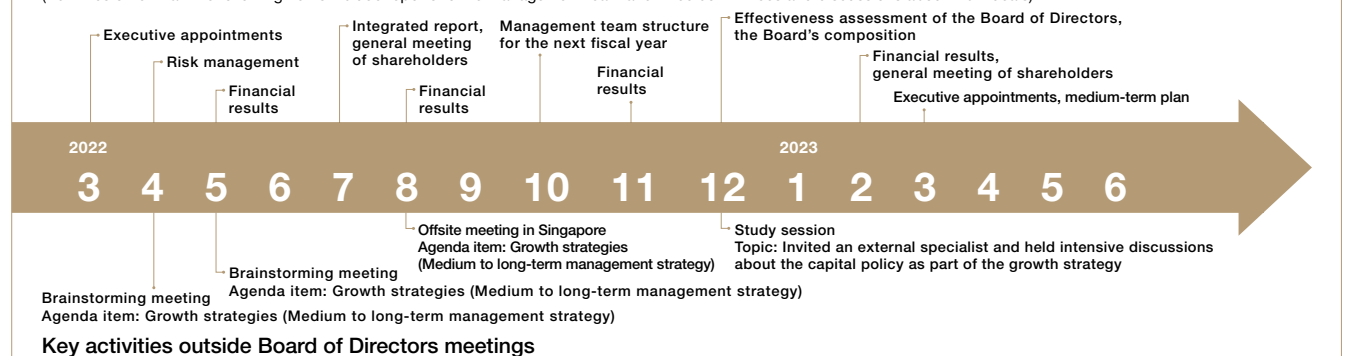 Executive appointments
Risk management
Financial
results
Integrated report,
general meeting
of shareholders
Financial
results
Management team structure
for the next fiscal year
Financial
results
Effectiveness assessment of the Board of Directors,
the Board's composition
Financial results,
general meeting of shareholders
Executive appointments, medium-term plan
2022
2023
3 4 5 6 7 8 9 10 11 12 1 2 3 4 5 6
Offsite meeting in Singapore
Agenda item: Growth strategies
(Medium to long-term management strategy)
Study session
Topic: Invited an external specialist and held intensive discussions
about the capital policy as part of the growth strategy
Brainstorming meeting
Agenda item: Growth strategies (Medium to long-term management strategy)
Brainstorming meeting
Agenda item: Growth strategies (Medium to long-term management strategy)
Key activities outside Board of Directors meetings